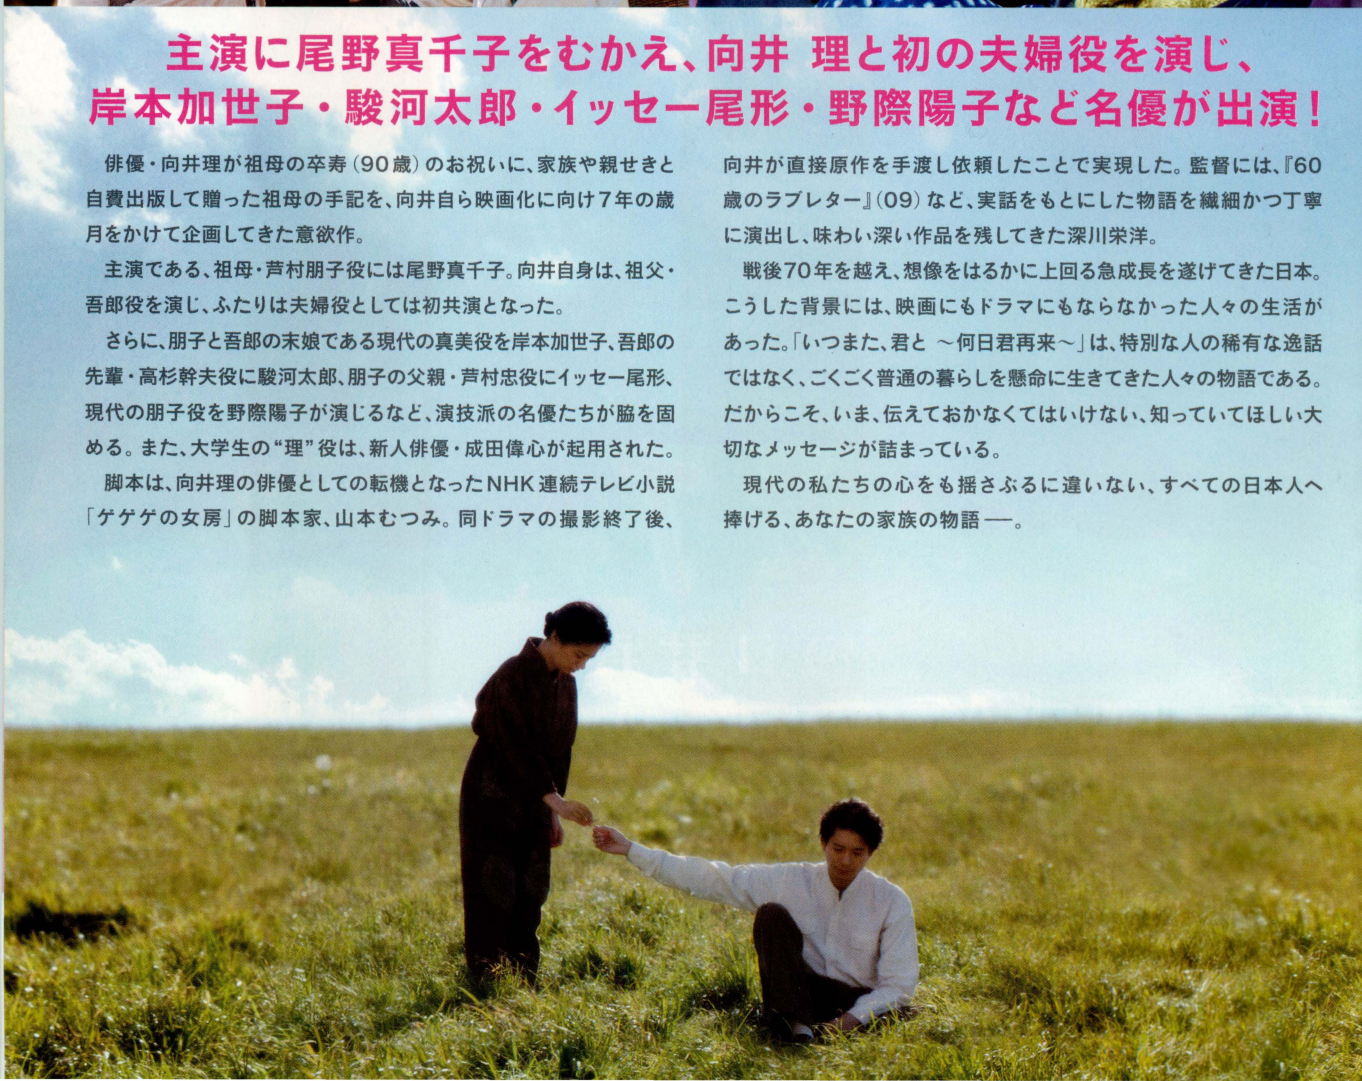 主演に尾野真千子をむかえ、向井 理と初の夫婦役を演じ、
岸本加世子・駿河太郎・イッセー尾形・野際陽子など名優が出演！
俳優・向井理が祖母の卒寿（90歳）のお祝いに、家族や親せきと
自費出版して贈った祖母の手記を、向井自ら映画化に向け7年の歳
月をかけて企画してきた意欲作。
主演である、祖母・芦村朋子役には尾野真千子。向井自身は、祖父・
吾郎役を演じ、ふたりは夫婦役としては初共演となった。
さらに、朋子と吾郎の末娘である現代の真美役を岸本加世子、吾郎の
先輩・高杉幹夫役に駿河太郎、朋子の父親・芦村忠役にイッセー尾形、
現代の朋子役を野際陽子が演じるなど、演技派の名優たちが脇を固
める。また、大学生の“理”役は、新人俳優・成田偉心が起用された。
脚本は、向井理の俳優としての転機となったNHK連続テレビ小説
「ゲゲゲの女房」の脚本家、山本むつみ。同ドラマの撮影終了後、
向井が直接原作を手渡し依頼したことで実現した。監督には、『60
歳のラブレター』（09）など、実話をもとにした物語を繊細かつ丁寧
に演出し、味わい深い作品を残してきた深川栄洋。
戦後70年を越え、想像をはるかに上回る急成長を遂げてきた日本。
こうした背景には、映画にもドラマにもならなかった人々の生活が
あった。「いつまた、君と ～何日君再来～」は、特別な人の稀有な逸話
ではなく、ごくごく普通の暮らしを懸命に生きてきた人々の物語である。
だからこそ、いま、伝えておかなくてはいけない、知っていてほしい大
切なメッセージが詰まっている。
現代の私たちの心をも揺さぶるに違いない、すべての日本人へ
捧げる、あなたの家族の物語──。